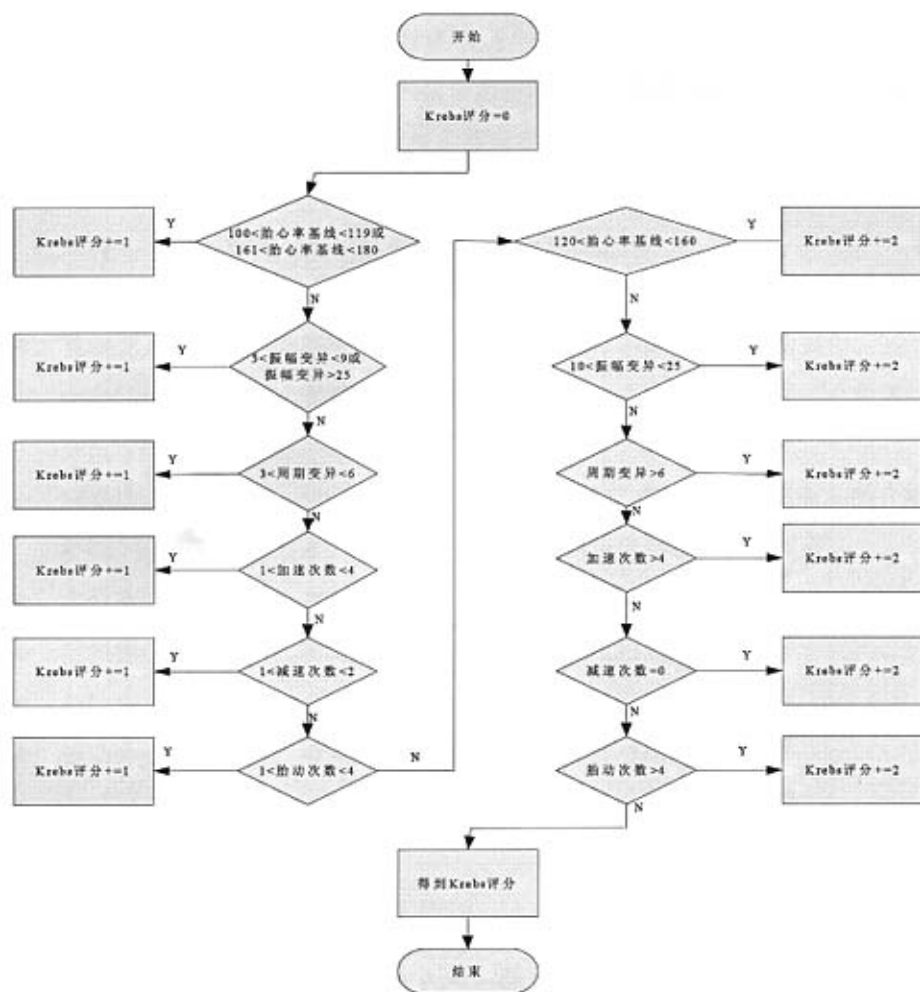 开始
Krebs评分=0
100<胎心率基线<119或
161<胎心率基线<180
Y
Krebs评分+=1
N
5<振幅变异<9或
振幅变异>25
Y
Krebs评分+=1
N
3<周期变异<6
Y
Krebs评分+=1
N
1<加速次数<4
Y
Krebs评分+=1
N
1<减速次数<2
Y
Krebs评分+=1
N
1<胎动次数<4
Y
Krebs评分+=1
N
120<胎心率基线<160
Y
Krebs评分+=2
N
10<振幅变异<25
Y
Krebs评分+=2
N
周期变异>6
Y
Krebs评分+=2
N
加速次数>4
Y
Krebs评分+=2
N
减速次数=0
Y
Krebs评分+=2
N
胎动次数>4
Y
Krebs评分+=2
N
得到Krebs评分
结束